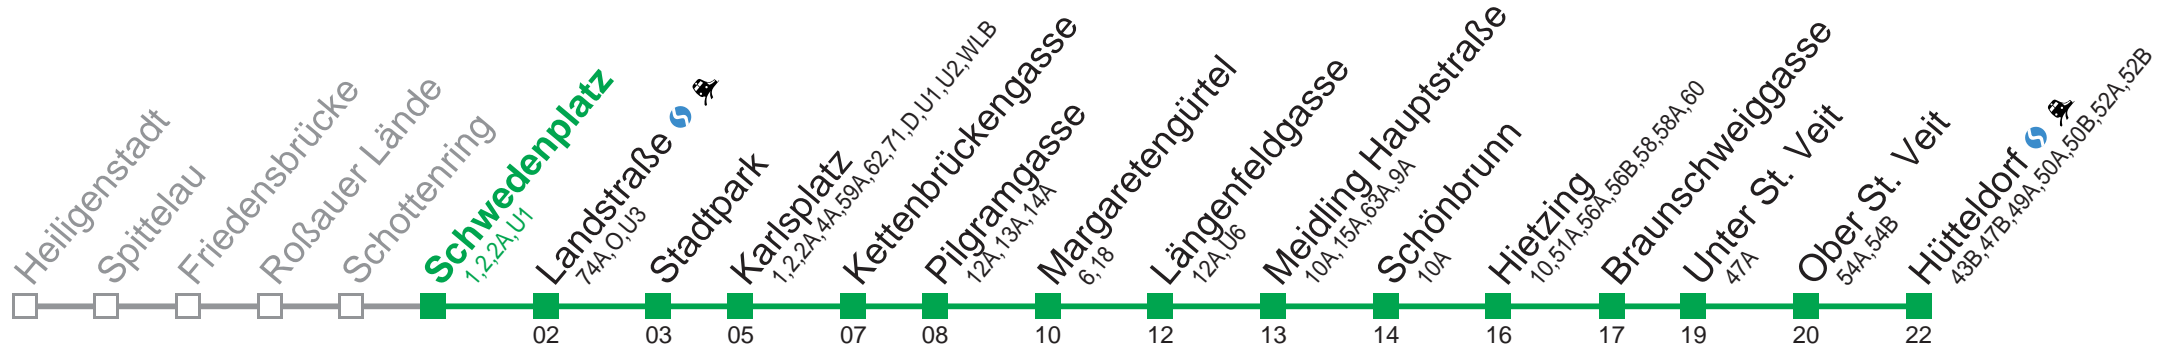 Heiligenstadt
Spittelau
Friedensbrücke
Roßauer Lände
Schottenring
Schwedenplatz
1,2,2A,U1
Landstraße
74A,O,U3
Stadtpark
Karlsplatz
1,2,2A,4A,59A,62,71,D,U1,U2,WLB
Kettenbrückengasse
Pilgramgasse
12A,13A,14A
Margaretengürtel
6,18
Längenfeldgasse
12A,U6
Meidling Hauptstraße
10A,15A,63A,9A
Schönbrunn
10A
Hietzing
10,51A,56A,56B,58,58A,60
Braunschweiggasse
Unter St. Veit
47A
Ober St. Veit
54A,54B
Hütteldorf
43B,47B,49A,50A,50B,52A,52B
02 03 05 07 08 10 12 13 14 16 17 19 20 22